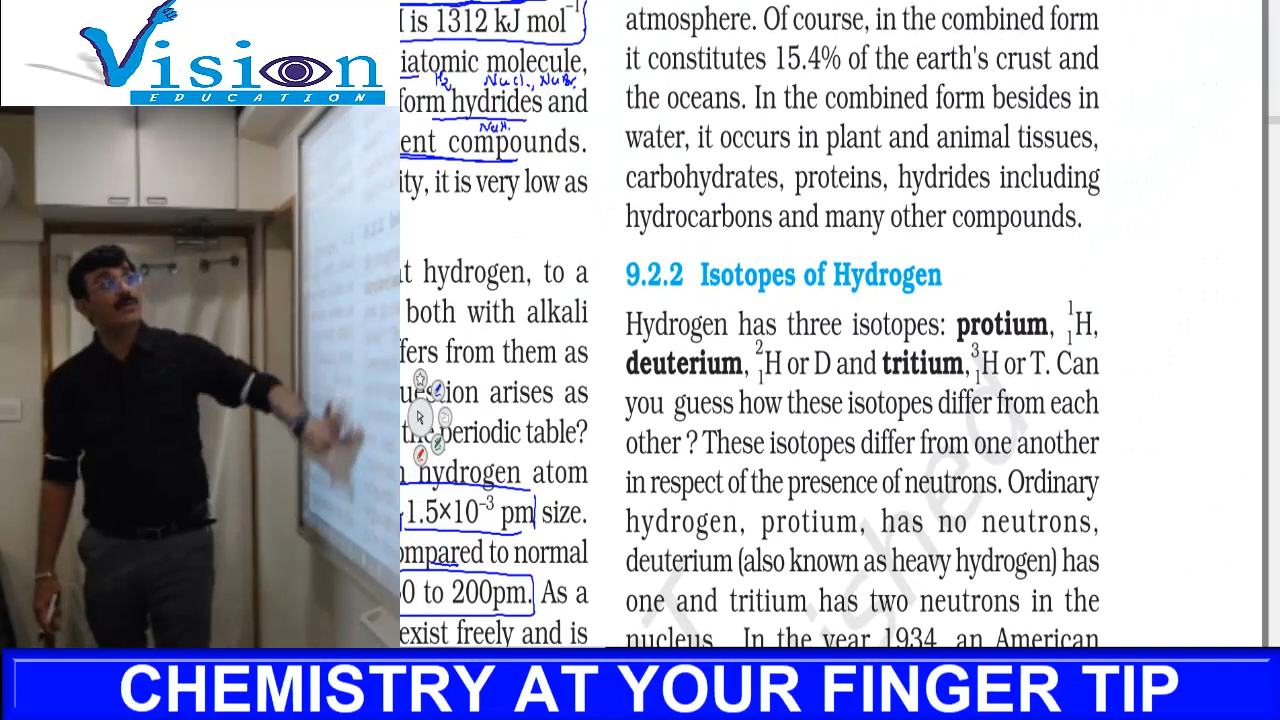 Vision
EDUCATION
is 1312 kJ mol⁻¹
iatomic molecule,
H₂ NaCl, NaBr.
form hydrides and
NaH.
ent compounds.
ity, it is very low as
at hydrogen, to a
both with alkali
ffers from them as
arises as
the periodic table?
hydrogen atom
1.5×10⁻³ pm size.
ompared to normal
0 to 200pm. As a
exist freely and is
atmosphere. Of course, in the combined form
it constitutes 15.4% of the earth's crust and
the oceans. In the combined form besides in
water, it occurs in plant and animal tissues,
carbohydrates, proteins, hydrides including
hydrocarbons and many other compounds.
9.2.2 Isotopes of Hydrogen
Hydrogen has three isotopes: protium, ¹₁H,
deuterium, ²₁H or D and tritium, ³₁H or T. Can
you guess how these isotopes differ from each
other ? These isotopes differ from one another
in respect of the presence of neutrons. Ordinary
hydrogen, protium, has no neutrons,
deuterium (also known as heavy hydrogen) has
one and tritium has two neutrons in the
nucleus. In the year 1934, an American
CHEMISTRY AT YOUR FINGER TIP